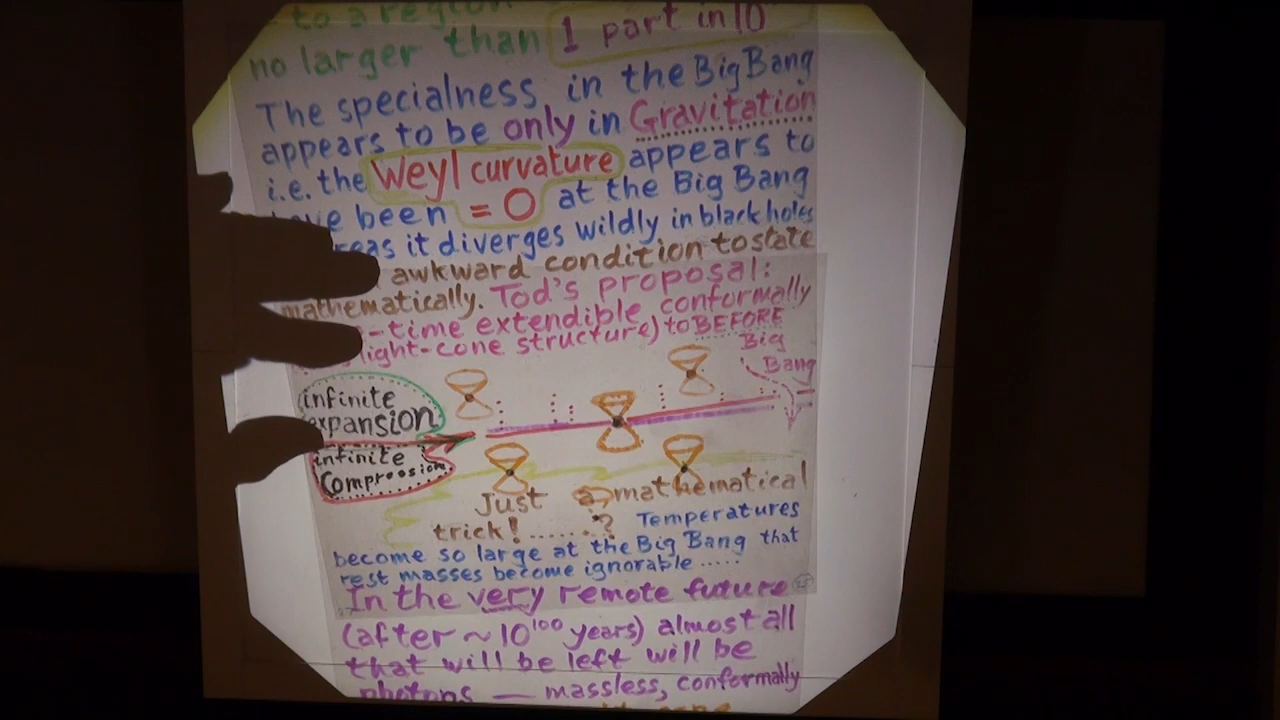 to a region
no larger than 1 part in 10
The specialness in the Big Bang
appears to be only in Gravitation
i.e. the Weyl curvature appears to
been = O at the Big Bang
it diverges wildly in black holes
awkward condition to state
mathematically. Tod's proposal:
-time extendible conformally
light-cone structure) to BEFORE
Big
Bang
infinite
expansion
infinite
Compression
Just a mathematical
trick! ...... ? Temperatures
become so large at the Big Bang that
rest masses become ignorable .....
In the very remote future
(after ~ 10¹⁰⁰ years) almost all
that will be left will be
photons — massless, conformally